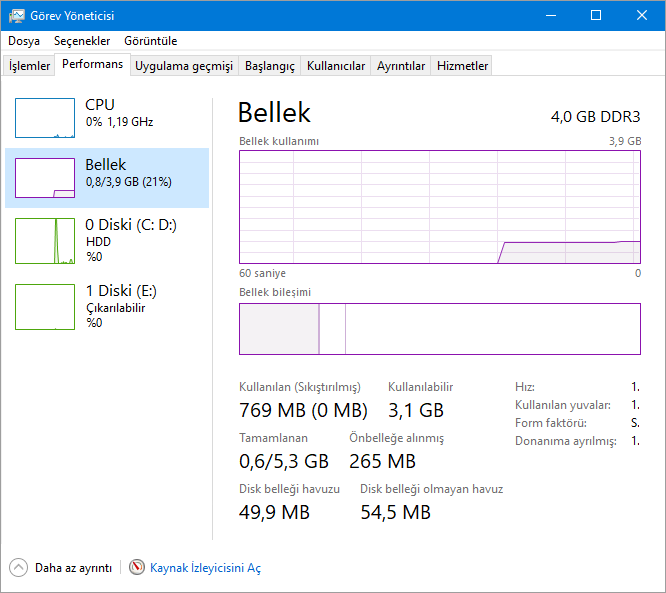 Görev Yöneticisi
Dosya Seçenekler Görüntüle
İşlemler Performans Uygulama geçmişi Başlangıç Kullanıcılar Ayrıntılar Hizmetler
CPU
0% 1,19 GHz
Bellek
0,8/3,9 GB (21%)
0 Diski (C: D:)
HDD
%0
1 Diski (E:)
Çıkarılabilir
%0
Bellek 4,0 GB DDR3
Bellek kullanımı 3,9 GB
60 saniye 0
Bellek bileşimi
Kullanılan (Sıkıştırılmış) Kullanılabilir
769 MB (0 MB) 3,1 GB
Tamamlanan Önbelleğe alınmış
0,6/5,3 GB 265 MB
Disk belleği havuzu Disk belleği olmayan havuz
49,9 MB 54,5 MB
Hız: 1.
Kullanılan yuvalar: 1.
Form faktörü: S.
Donanıma ayrılmış: 1.
Daha az ayrıntı Kaynak İzleyicisini Aç